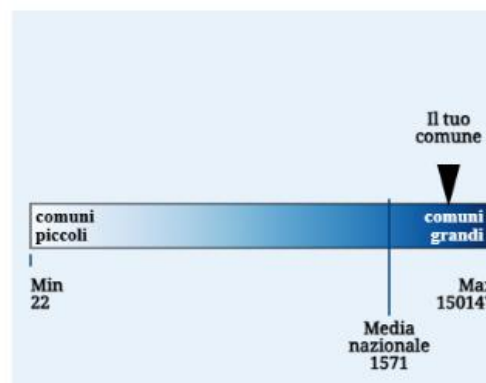 Il tuo
comune
comuni
piccoli
comuni
grandi
Min
22
Media
nazionale
1571